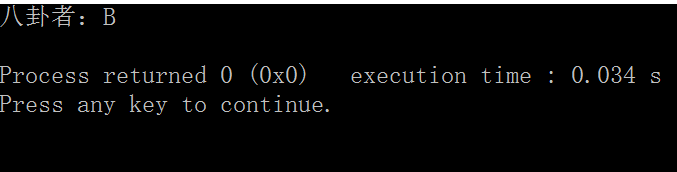 八卦者：B
Process returned 0 (0x0)   execution time : 0.034 s
Press any key to continue.